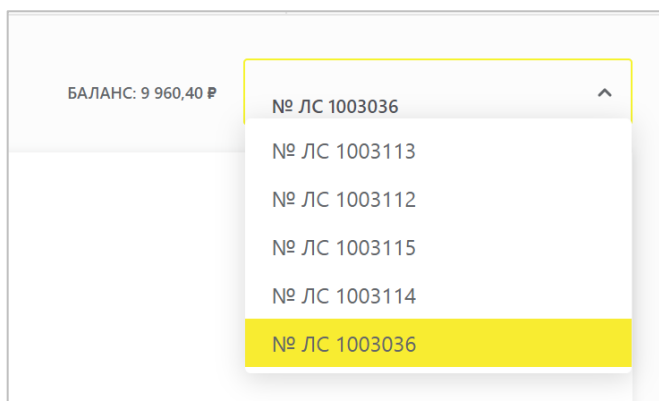 БАЛАНС: 9 960,40 ₽
№ ЛС 1003036
№ ЛС 1003113
№ ЛС 1003112
№ ЛС 1003115
№ ЛС 1003114
№ ЛС 1003036